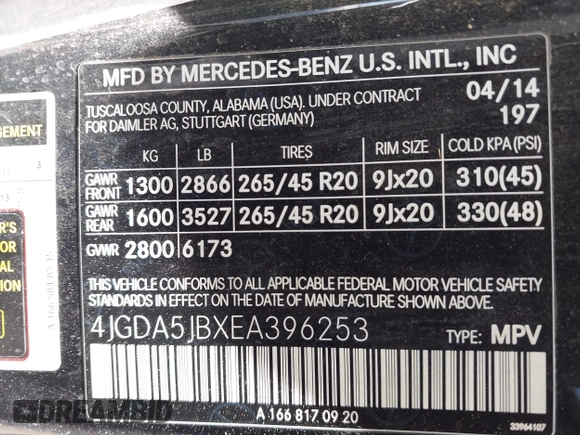 MFD BY MERCEDES-BENZ U.S. INTL., INC
TUSCALOOSA COUNTY, ALABAMA (USA). UNDER CONTRACT
FOR DAIMLER AG, STUTTGART (GERMANY)
04/14
197
KG LB TIRES RIM SIZE COLD KPA (PSI)
GAWR FRONT 1300 2866 265/45 R20 9Jx20 310(45)
GAWR REAR 1600 3527 265/45 R20 9Jx20 330(48)
GVWR 2800 6173
THIS VEHICLE CONFORMS TO ALL APPLICABLE FEDERAL MOTOR VEHICLE SAFETY
STANDARDS IN EFFECT ON THE DATE OF MANUFACTURE SHOWN ABOVE.
4JGDA5JBXEA396253 TYPE: MPV
A 166 817 09 20
33964107
DREAMBID